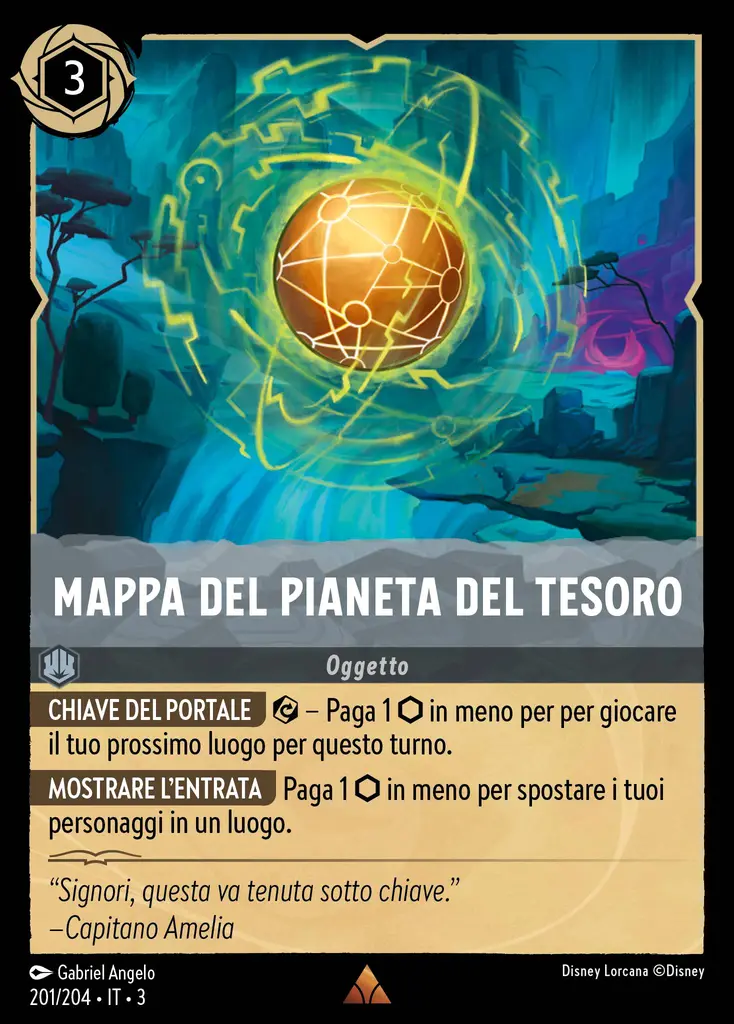 3
MAPPA DEL PIANETA DEL TESORO
Oggetto
CHIAVE DEL PORTALE – Paga 1 in meno per per giocare
il tuo prossimo luogo per questo turno.
MOSTRARE L'ENTRATA Paga 1 in meno per spostare i tuoi
personaggi in un luogo.
“Signori, questa va tenuta sotto chiave.”
–Capitano Amelia
Gabriel Angelo
Disney Lorcana ©Disney
201/204 • IT • 3